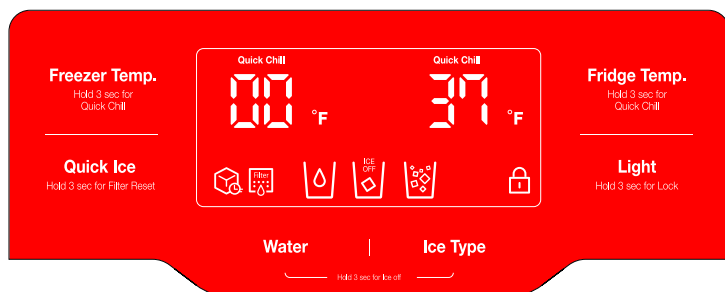 Freezer Temp.
Hold 3 sec for
Quick Chill
Quick Ice
Hold 3 sec for Filter Reset
Quick Chill
00 °F
Quick Chill
37 °F
Filter
ICE
OFF
Fridge Temp.
Hold 3 sec for
Quick Chill
Light
Hold 3 sec for Lock
Water | Ice Type
Hold 3 sec for Ice off